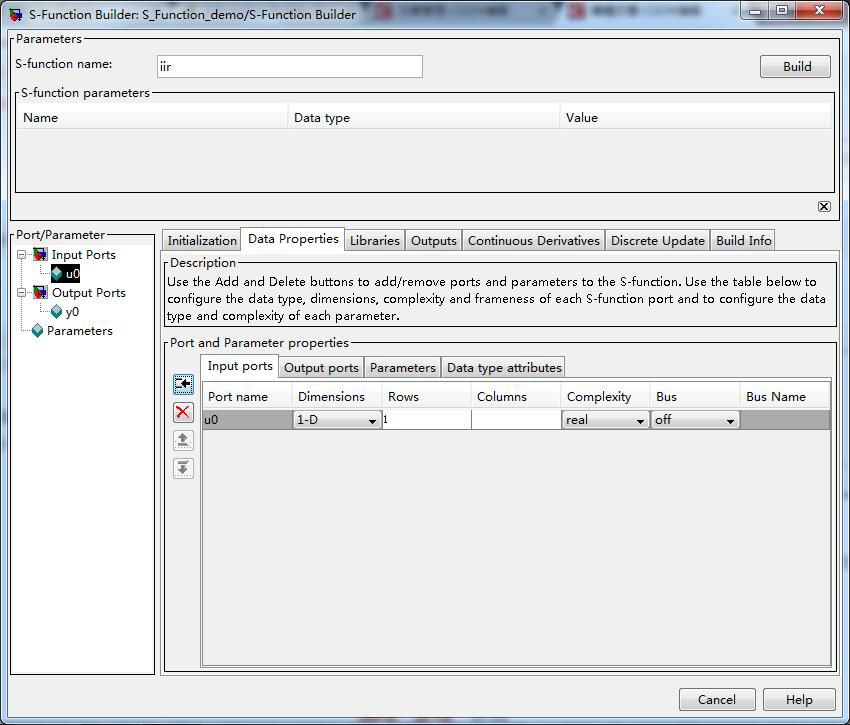 S-Function Builder: S_Function_demo/S-Function Builder
Parameters
S-function name: iir Build
S-function parameters
Name Data type Value
Port/Parameter
Input Ports
u0
Output Ports
y0
Parameters
Initialization Data Properties Libraries Outputs Continuous Derivatives Discrete Update Build Info
Description
Use the Add and Delete buttons to add/remove ports and parameters to the S-function. Use the table below to
configure the data type, dimensions, complexity and frameness of each S-function port and to configure the data
type and complexity of each parameter.
Port and Parameter properties
Input ports Output ports Parameters Data type attributes
Port name Dimensions Rows Columns Complexity Bus Bus Name
u0 1-D 1 real off
Cancel Help